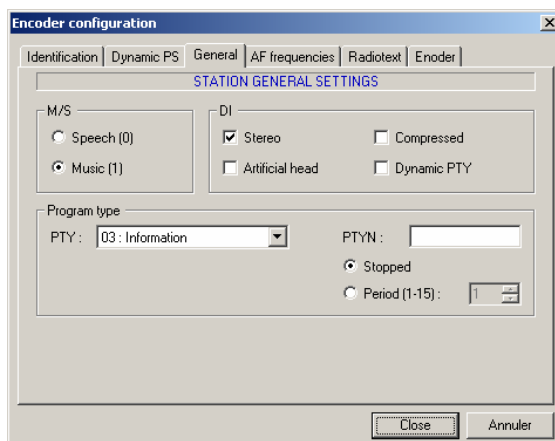 Encoder configuration
Identification Dynamic PS General AF frequencies Radiotext Enoder
STATION GENERAL SETTINGS
M/S DI
Speech (0) Stereo Compressed
Music (1) Artificial head Dynamic PTY
Program type
PTY : 03 : Information PTYN :
Stopped
Period (1-15) : 1
Close Annuler